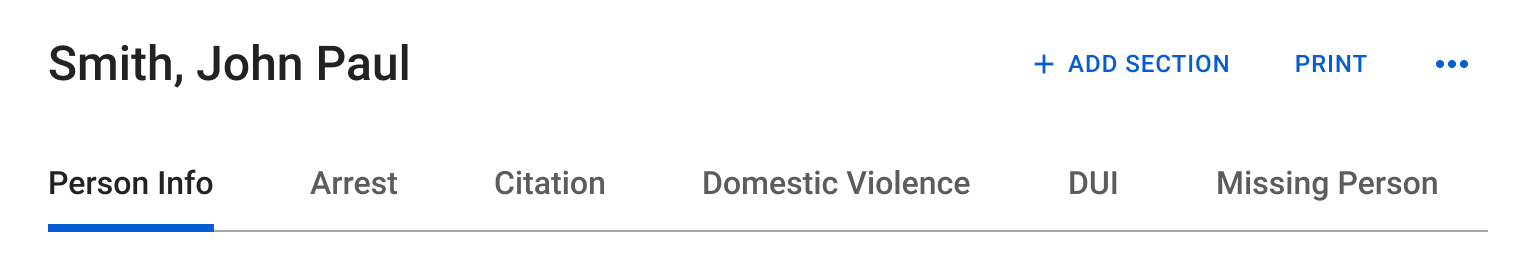 Smith, John Paul
+ ADD SECTION PRINT •••
Person Info Arrest Citation Domestic Violence DUI Missing Person